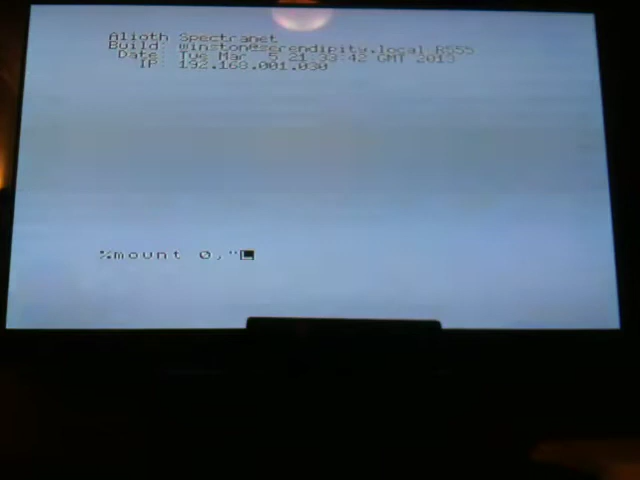 Alioth Spectranet
Build: winston@serendipity.local R555
Date: Tue Mar 5 21:33:42 GMT 2013
IP: 192.168.001.030
%mount 0,"L